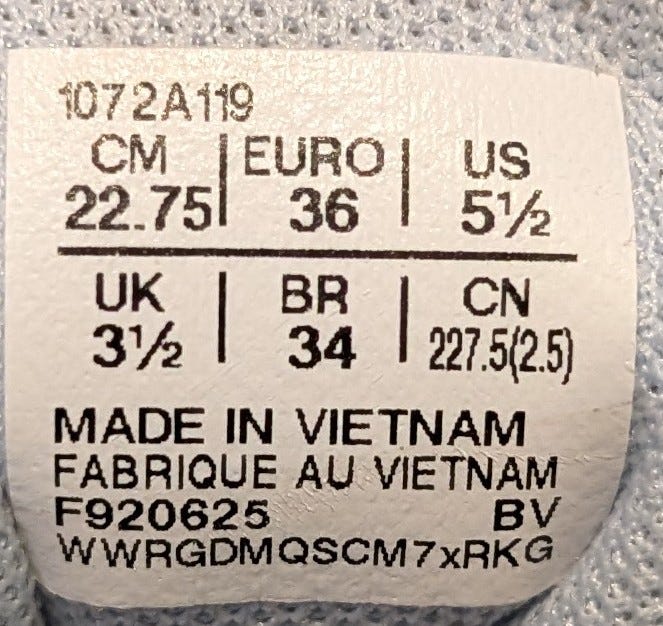 1072A119
CM EURO US
22.75 36 5½
UK BR CN
3½ 34 227.5(2.5)
MADE IN VIETNAM
FABRIQUE AU VIETNAM
F920625 BV
WWRGDMQSCM7xRKG